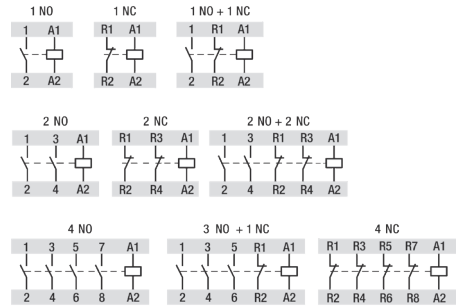 1 NO 1 NC 1 NO + 1 NC
1 A1 R1 A1 1 R1 A1
2 A2 R2 A2 2 R2 A2
2 NO 2 NC 2 NO + 2 NC
1 3 A1 R1 R3 A1 1 3 R1 R3 A1
2 4 A2 R2 R4 A2 2 4 R2 R4 A2
4 NO 3 NO + 1 NC 4 NC
1 3 5 7 A1 1 3 5 R1 A1 R1 R3 R5 R7 A1
2 4 6 8 A2 2 4 6 R2 A2 R2 R4 R6 R8 A2